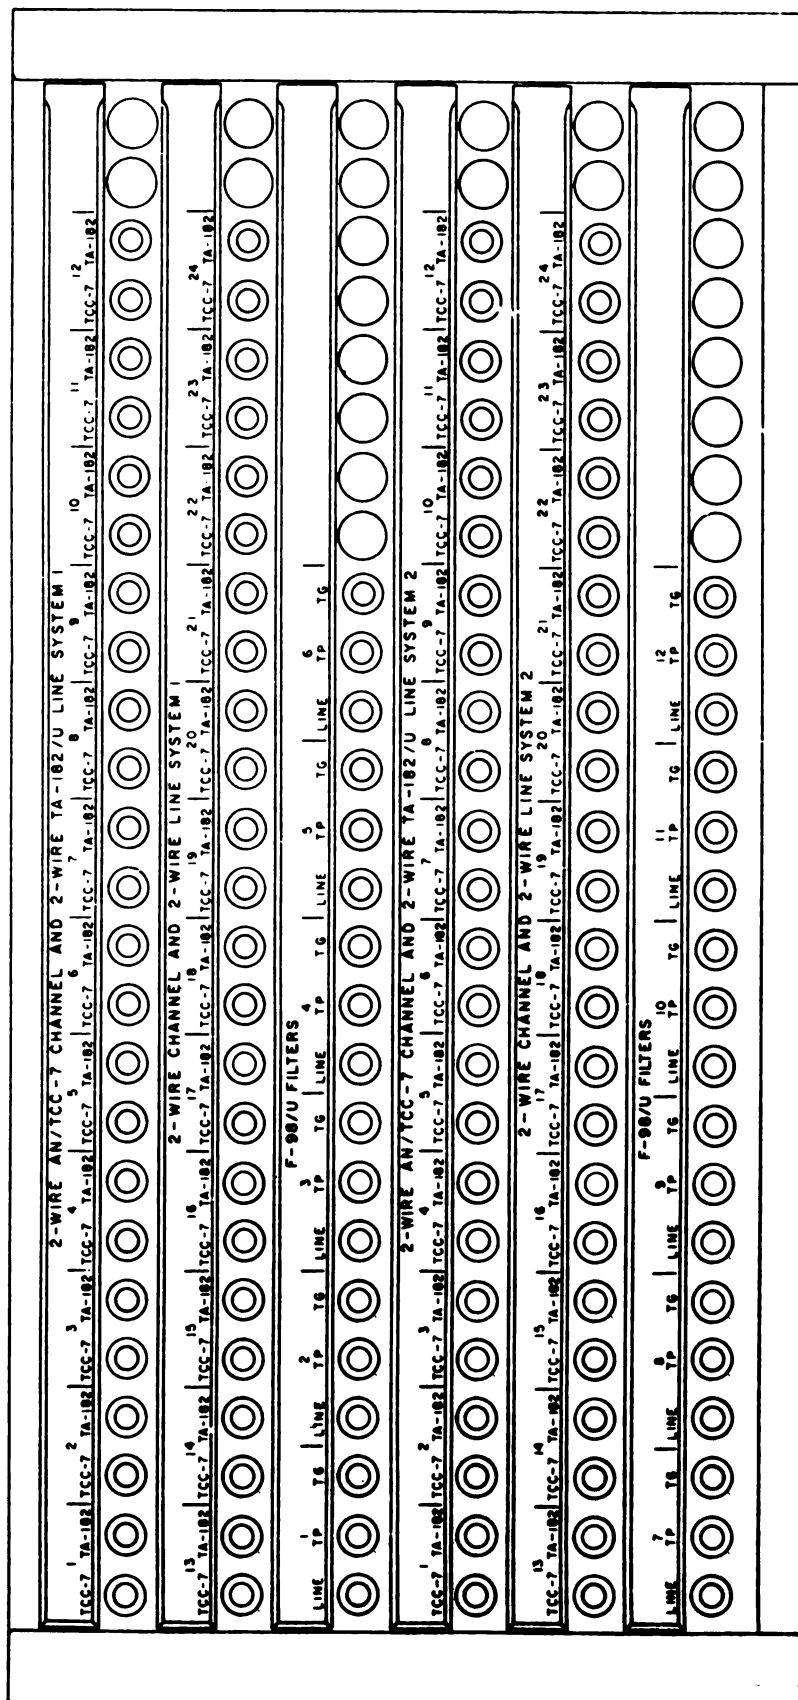 2-WIRE AN/TCC-7 CHANNEL AND 2-WIRE TA-182/U LINE SYSTEM 1
1 2 3 4 5 6 7 8 9 10 11 12
TCC-7 TA-182 TCC-7 TA-182 TCC-7 TA-182 TCC-7 TA-182 TCC-7 TA-182 TCC-7 TA-182 TCC-7 TA-182 TCC-7 TA-182 TCC-7 TA-182 TCC-7 TA-182 TCC-7 TA-182 TCC-7 TA-182
2-WIRE CHANNEL AND 2-WIRE LINE SYSTEM 1
13 14 15 16 17 18 19 20 21 22 23 24
TCC-7 TA-182 TCC-7 TA-182 TCC-7 TA-182 TCC-7 TA-182 TCC-7 TA-182 TCC-7 TA-182 TCC-7 TA-182 TCC-7 TA-182 TCC-7 TA-182 TCC-7 TA-182 TCC-7 TA-182 TCC-7 TA-182
F-98/U FILTERS
1 2 3 4 5 6
LINE TP TG LINE TP TG LINE TP TG LINE TP TG LINE TP TG LINE TP TG
2-WIRE AN/TCC-7 CHANNEL AND 2-WIRE TA-182/U LINE SYSTEM 2
1 2 3 4 5 6 7 8 9 10 11 12
TCC-7 TA-182 TCC-7 TA-182 TCC-7 TA-182 TCC-7 TA-182 TCC-7 TA-182 TCC-7 TA-182 TCC-7 TA-182 TCC-7 TA-182 TCC-7 TA-182 TCC-7 TA-182 TCC-7 TA-182 TCC-7 TA-182
2-WIRE CHANNEL AND 2-WIRE LINE SYSTEM 2
13 14 15 16 17 18 19 20 21 22 23 24
TCC-7 TA-182 TCC-7 TA-182 TCC-7 TA-182 TCC-7 TA-182 TCC-7 TA-182 TCC-7 TA-182 TCC-7 TA-182 TCC-7 TA-182 TCC-7 TA-182 TCC-7 TA-182 TCC-7 TA-182 TCC-7 TA-182
F-98/U FILTERS
7 8 9 10 11 12
LINE TP TG LINE TP TG LINE TP TG LINE TP TG LINE TP TG LINE TP TG